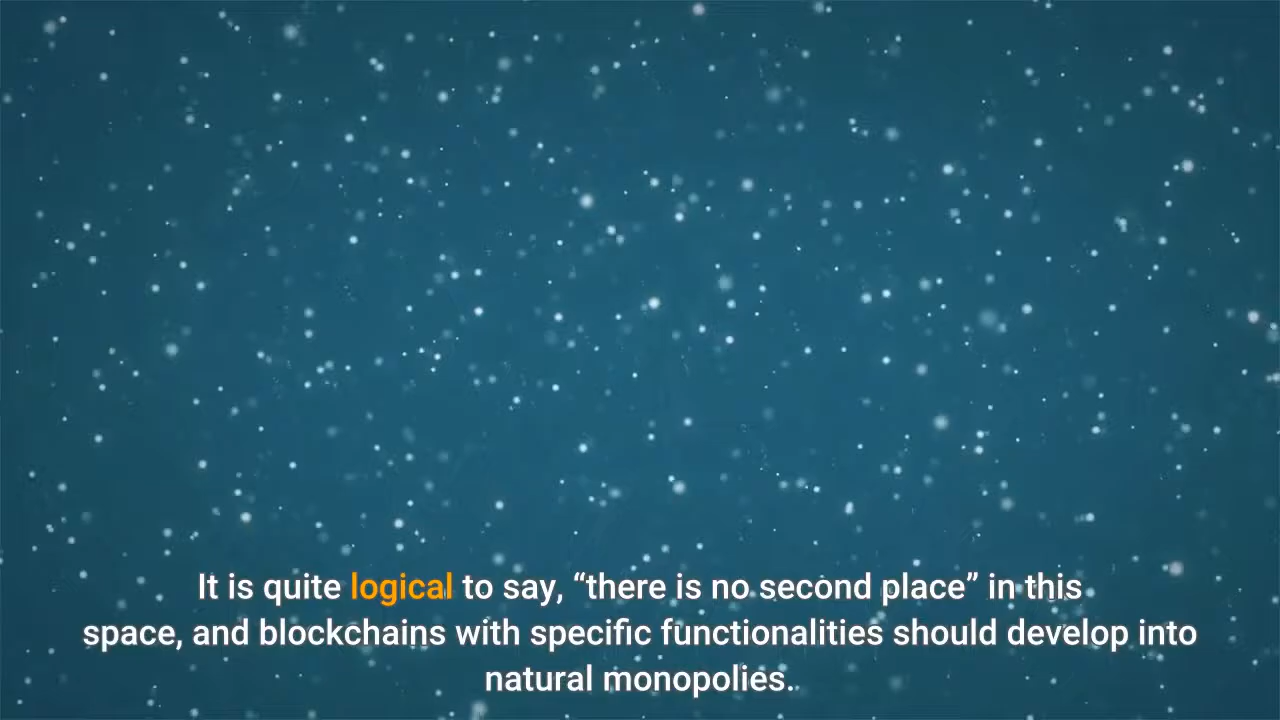 It is quite logical to say, “there is no second place” in this
space, and blockchains with specific functionalities should develop into
natural monopolies.